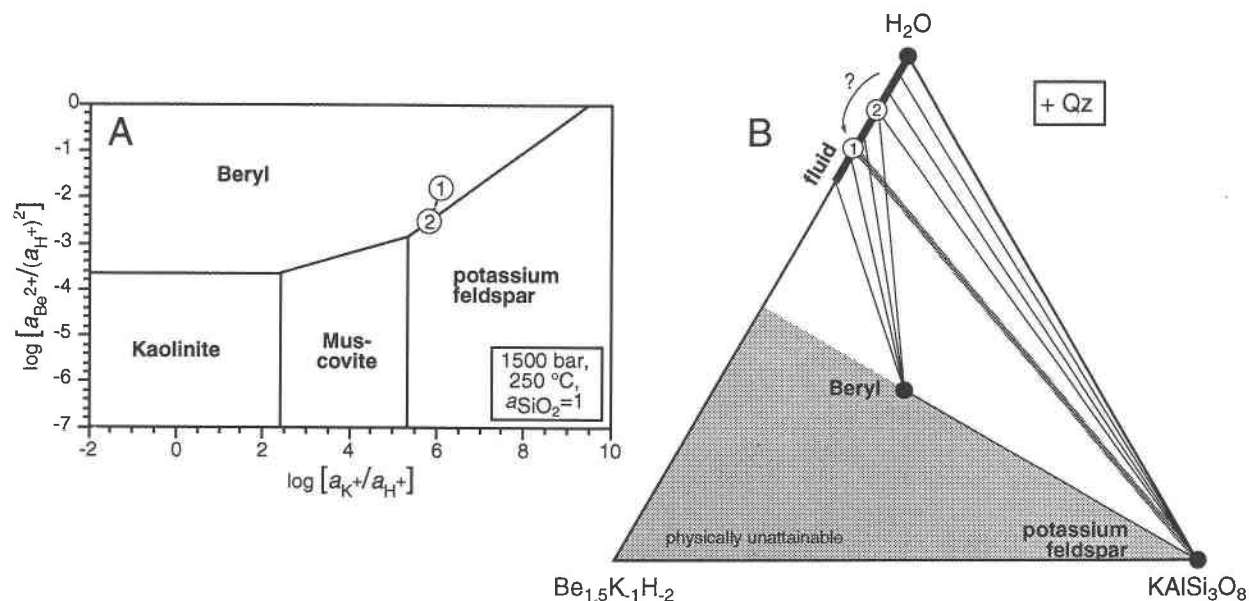 A
0
-1
-2
-3
-4
-5
-6
-7
log [aBe2+/(aH+)2]
Beryl
1
2
Kaolinite
Mus-
covite
potassium
feldspar
1500 bar,
250 °C,
aSiO2=1
-2 0 2 4 6 8 10
log [aK+/aH+]
B
H2O
+ Qz
?
2
1
fluid
Beryl
physically unattainable
potassium
feldspar
Be1.5K-1H-2
KAlSi3O8